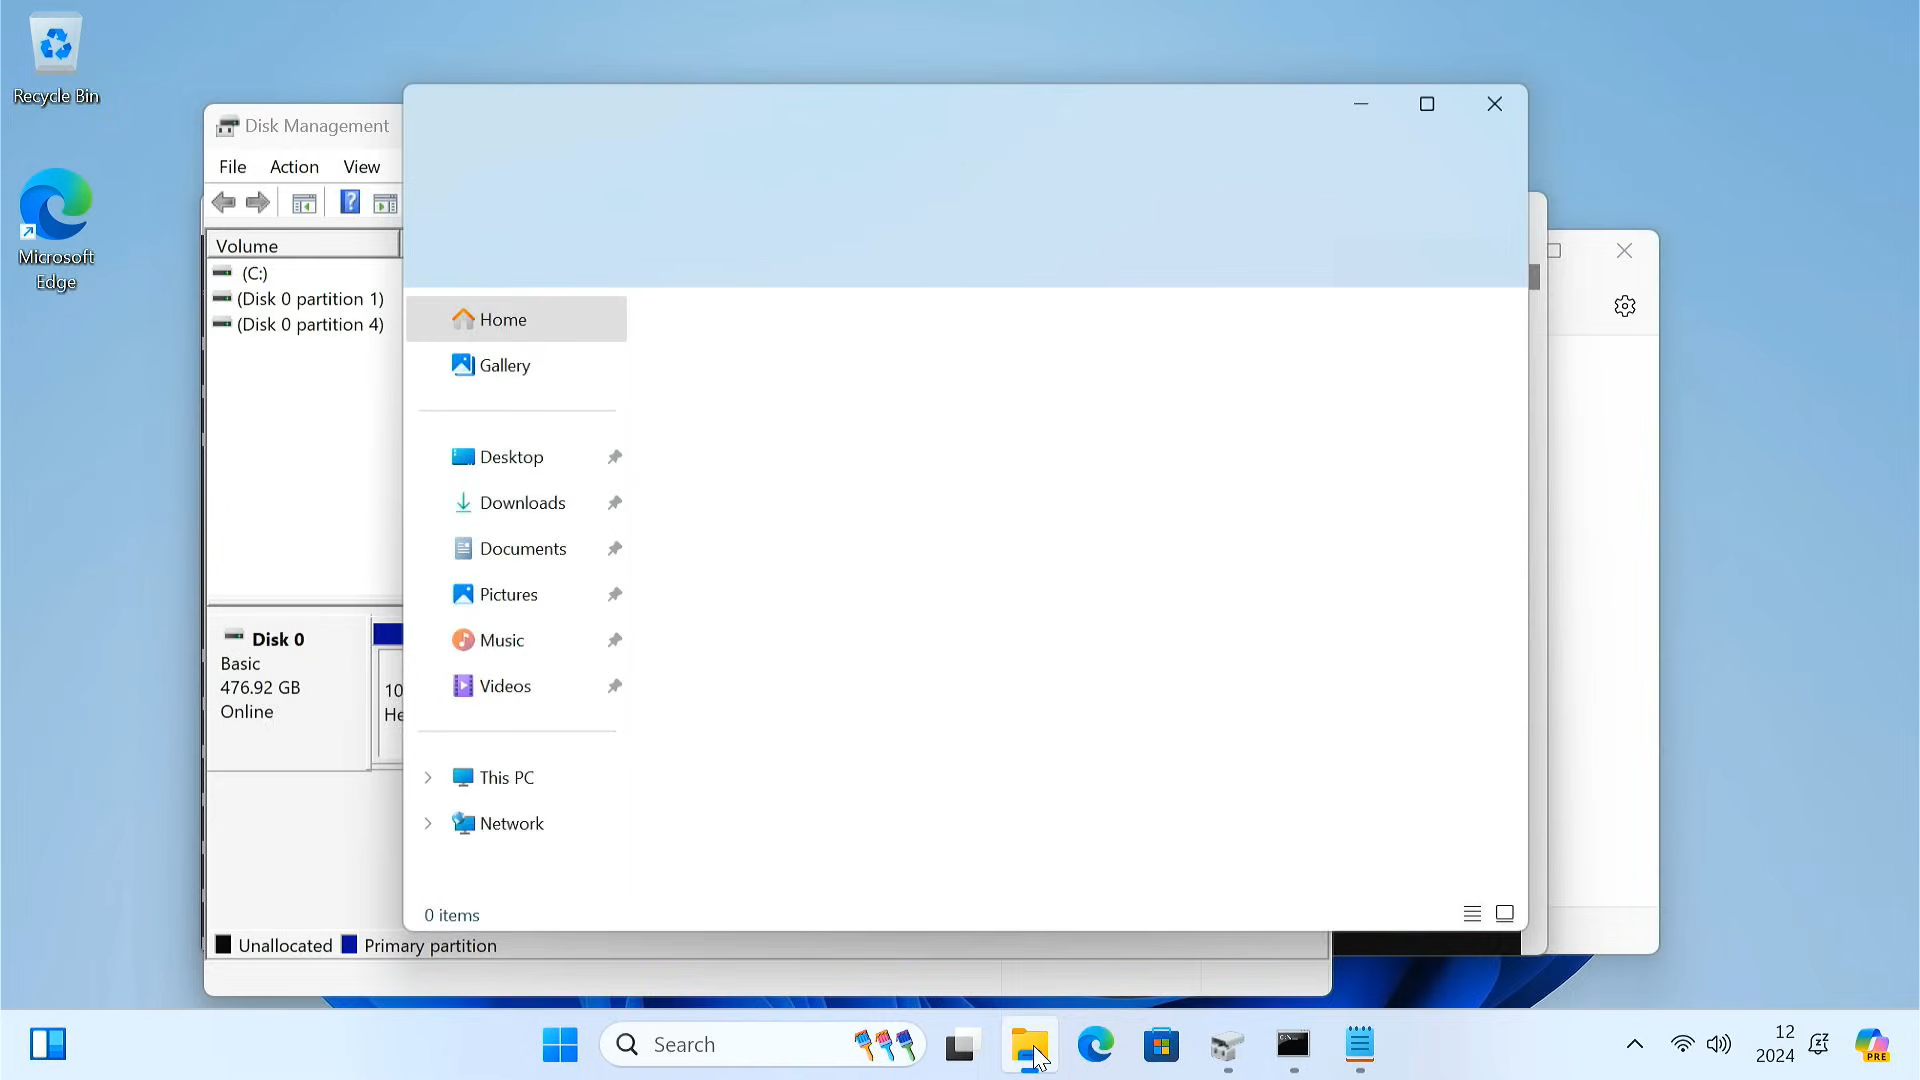 Recycle Bin
Microsoft
Edge
Disk Management
File Action View
Volume
(C:)
(Disk 0 partition 1)
(Disk 0 partition 4)
Disk 0
Basic
476.92 GB
Online
10
He
Unallocated Primary partition
Home
Gallery
Desktop
Downloads
Documents
Pictures
Music
Videos
This PC
Network
0 items
Search
12
2024
PRE